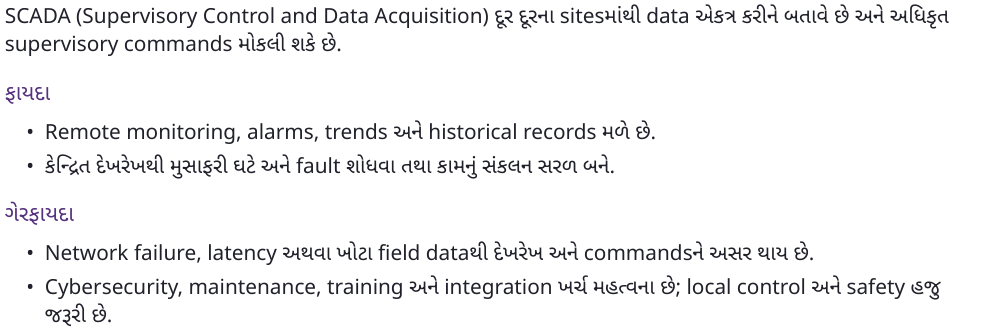 SCADA (Supervisory Control and Data Acquisition) દૂર દૂરના sitesમાંથી data એકત્ર કરીને બતાવે છે અને અધિકૃત
supervisory commands મોકલી શકે છે.
ફાયદા
• Remote monitoring, alarms, trends અને historical records મળે છે.
• કેન્દ્રિત દેખરેખથી મુસાફરી ઘટે અને fault શોધવા તથા કામનું સંકલન સરળ બને.
ગેરફાયદા
• Network failure, latency અથવા ખોટા field dataથી દેખરેખ અને commandsને અસર થાય છે.
• Cybersecurity, maintenance, training અને integration ખર્ચ મહત્વના છે; local control અને safety હજુ
જરૂરી છે.